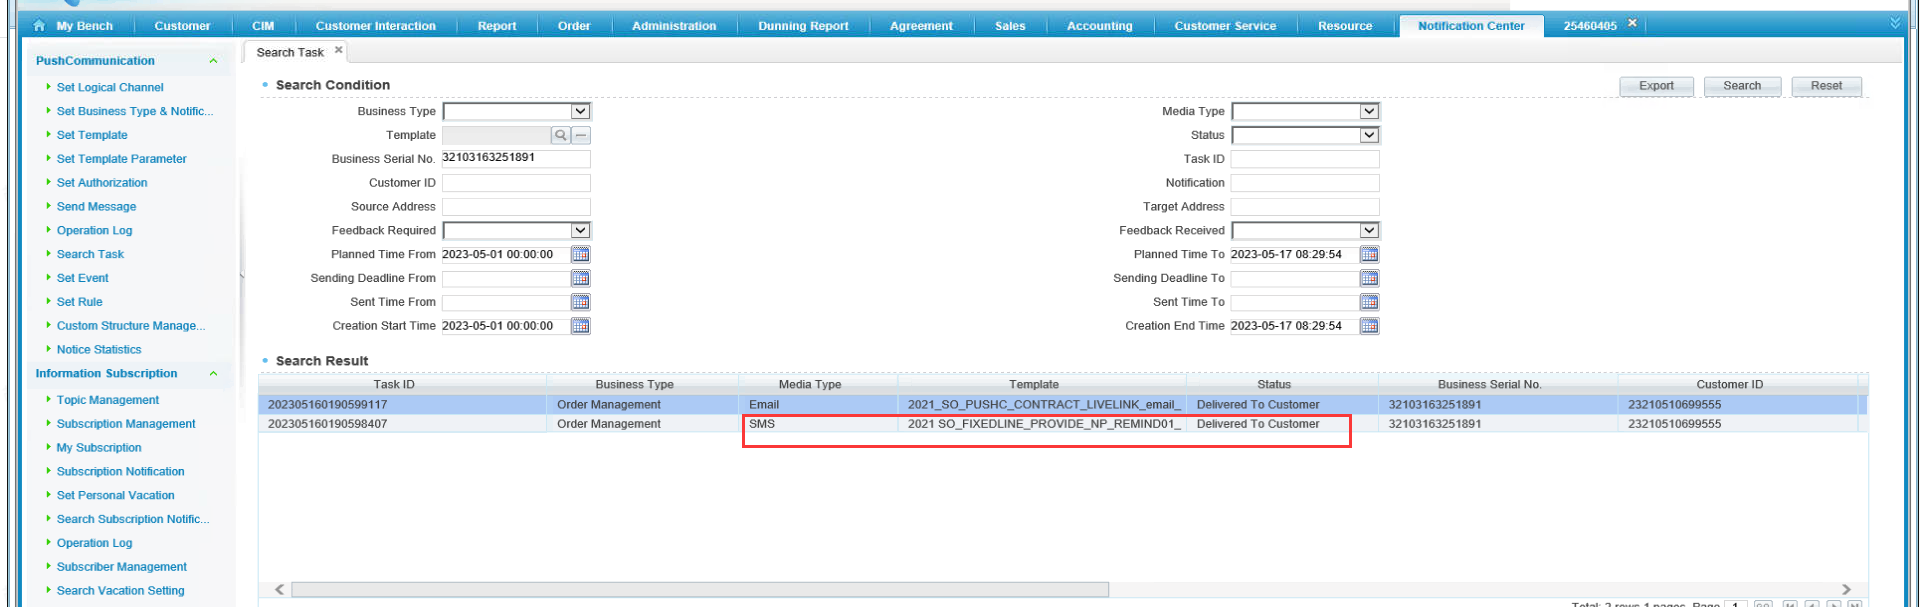 My Bench Customer CIM Customer Interaction Report Order Administration Dunning Report Agreement Sales Accounting Customer Service Resource Notification Center 25460405 ×
PushCommunication
Set Logical Channel
Set Business Type & Notific...
Set Template
Set Template Parameter
Set Authorization
Send Message
Operation Log
Search Task
Set Event
Set Rule
Custom Structure Manage...
Notice Statistics
Information Subscription
Topic Management
Subscription Management
My Subscription
Subscription Notification
Set Personal Vacation
Search Subscription Notific...
Operation Log
Subscriber Management
Search Vacation Setting
Search Task ×
Search Condition Export Search Reset
Business Type Media Type
Template Status
Business Serial No. 32103163251891 Task ID
Customer ID Notification
Source Address Target Address
Feedback Required Feedback Received
Planned Time From 2023-05-01 00:00:00 Planned Time To 2023-05-17 08:29:54
Sending Deadline From Sending Deadline To
Sent Time From Sent Time To
Creation Start Time 2023-05-01 00:00:00 Creation End Time 2023-05-17 08:29:54
Search Result
Task ID Business Type Media Type Template Status Business Serial No. Customer ID
202305160190599117 Order Management Email 2021_SO_PUSHC_CONTRACT_LIVELINK_email_ Delivered To Customer 32103163251891 23210510699555
202305160190598407 Order Management SMS 2021 SO_FIXEDLINE_PROVIDE_NP_REMIND01_ Delivered To Customer 32103163251891 23210510699555
Total: 2 rows 1 pages Page 1 GO